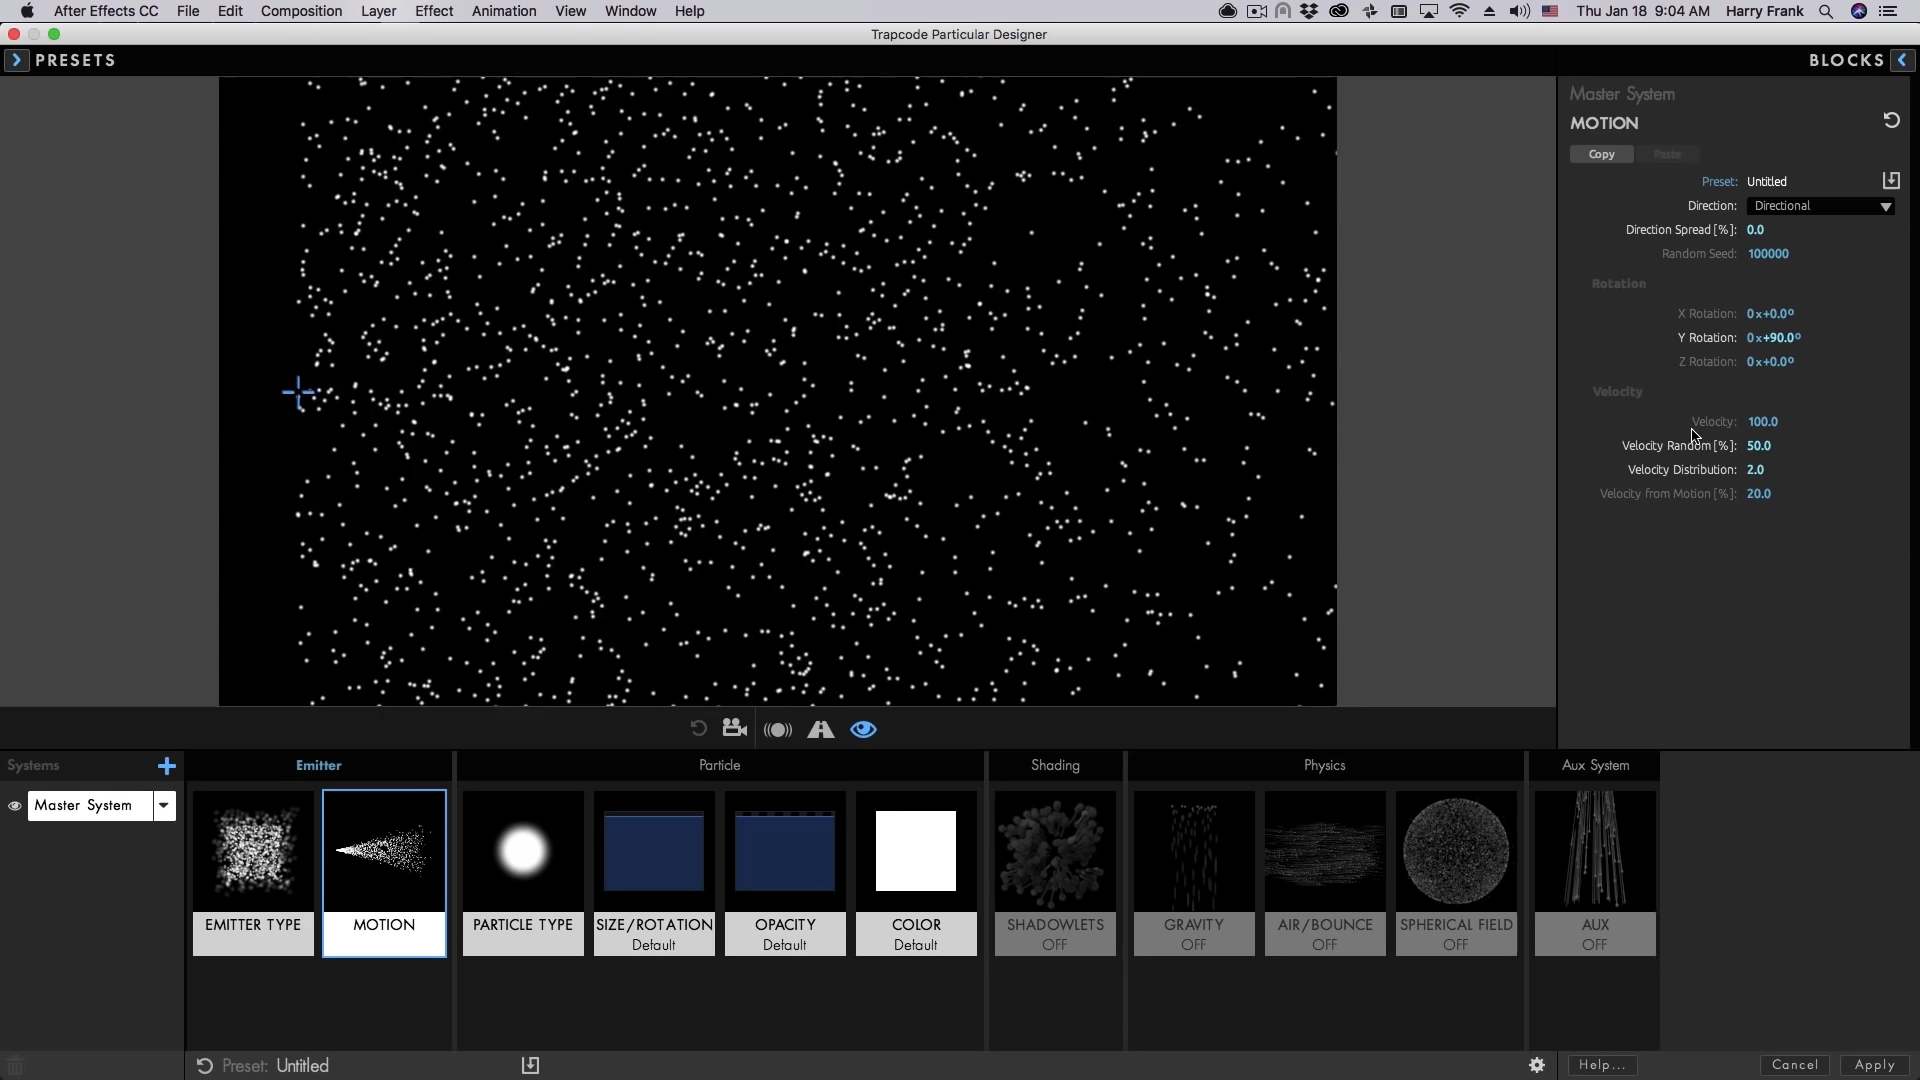 After Effects CC File Edit Composition Layer Effect Animation View Window Help Thu Jan 18 9:04 AM Harry Frank
Trapcode Particular Designer
PRESETS
BLOCKS
Master System
MOTION
Copy Paste
Preset: Untitled
Direction: Directional
Direction Spread [%]: 0.0
Random Seed: 100000
Rotation
X Rotation: 0x+0.0º
Y Rotation: 0x+90.0º
Z Rotation: 0x+0.0º
Velocity
Velocity: 100.0
Velocity Random [%]: 50.0
Velocity Distribution: 2.0
Velocity from Motion [%]: 20.0
Systems
Emitter Particle Shading Physics Aux System
Master System
EMITTER TYPE MOTION PARTICLE TYPE SIZE/ROTATION OPACITY COLOR SHADOWLETS GRAVITY AIR/BOUNCE SPHERICAL FIELD AUX
Default Default Default OFF OFF OFF OFF OFF
Preset: Untitled
Help... Cancel Apply